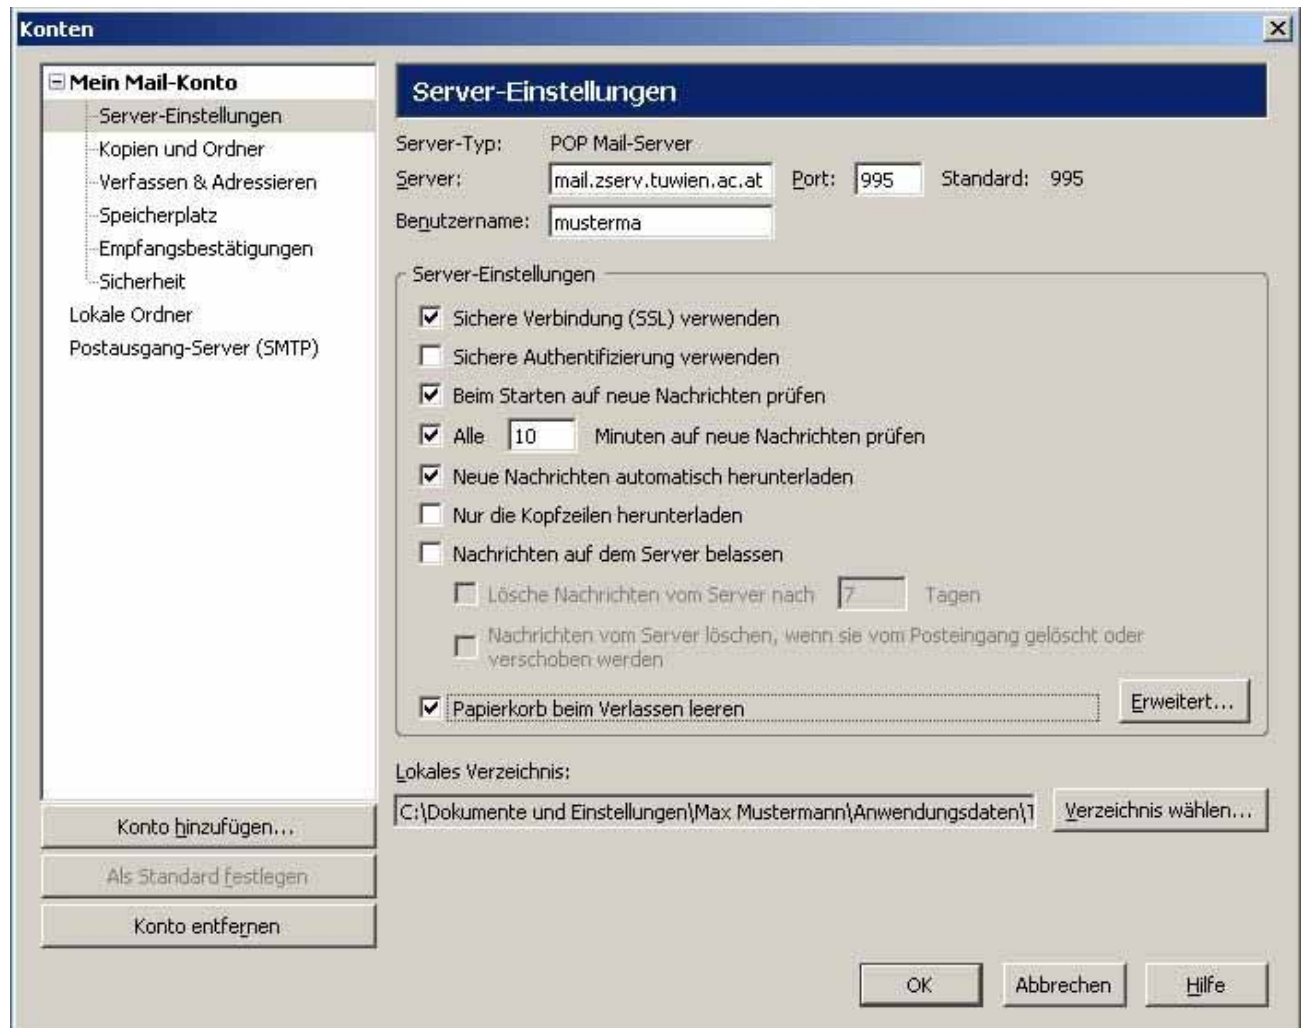 Konten
Mein Mail-Konto
Server-Einstellungen
Kopien und Ordner
Verfassen & Adressieren
Speicherplatz
Empfangsbestätigungen
Sicherheit
Lokale Ordner
Postausgang-Server (SMTP)
Konto hinzufügen...
Als Standard festlegen
Konto entfernen
Server-Einstellungen
Server-Typ: POP Mail-Server
Server: mail.zserv.tuwien.ac.at Port: 995 Standard: 995
Benutzername: musterma
Server-Einstellungen
Sichere Verbindung (SSL) verwenden
Sichere Authentifizierung verwenden
Beim Starten auf neue Nachrichten prüfen
Alle 10 Minuten auf neue Nachrichten prüfen
Neue Nachrichten automatisch herunterladen
Nur die Kopfzeilen herunterladen
Nachrichten auf dem Server belassen
Lösche Nachrichten vom Server nach 7 Tagen
Nachrichten vom Server löschen, wenn sie vom Posteingang gelöscht oder
verschoben werden
Papierkorb beim Verlassen leeren
Erweitert...
Lokales Verzeichnis:
C:\Dokumente und Einstellungen\Max Mustermann\Anwendungsdaten\T
Verzeichnis wählen...
OK Abbrechen Hilfe